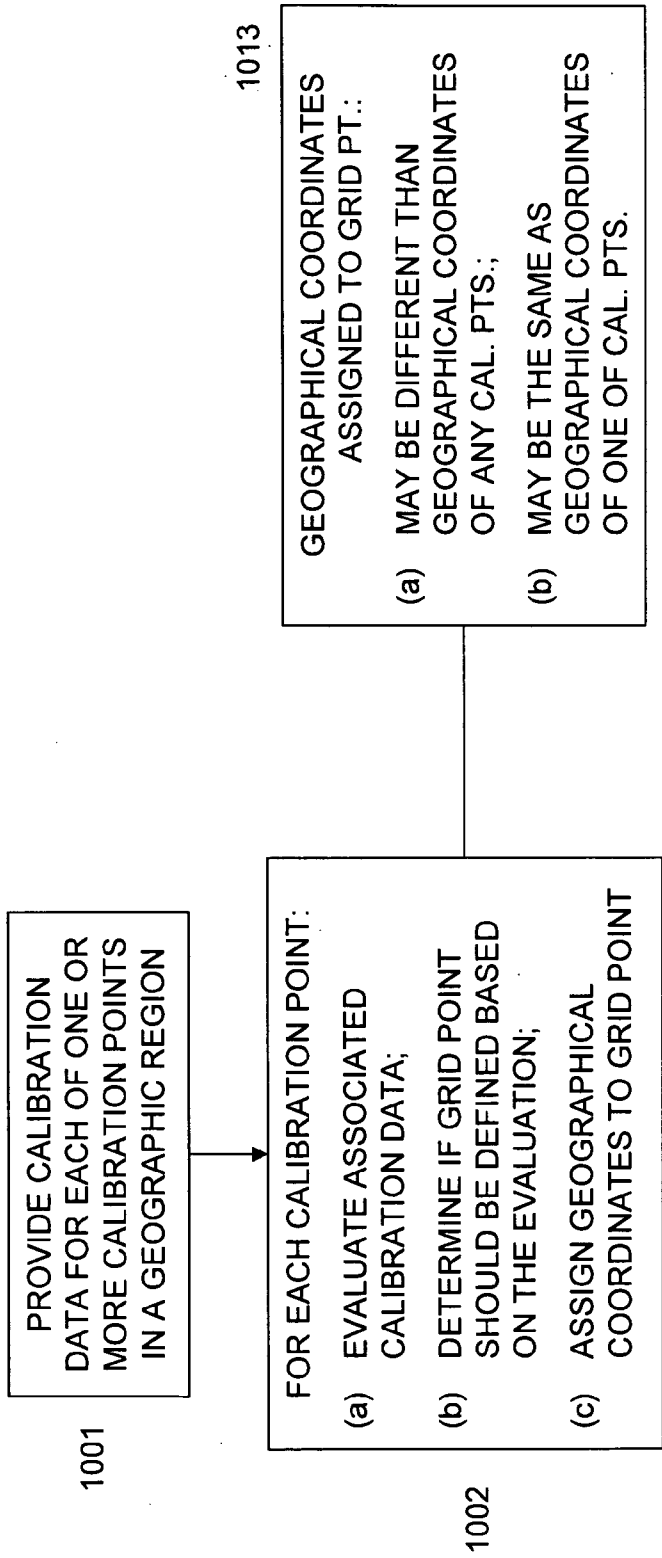 1001
PROVIDE CALIBRATION
DATA FOR EACH OF ONE OR
MORE CALIBRATION POINTS
IN A GEOGRAPHIC REGION
1002
FOR EACH CALIBRATION POINT:
(a) EVALUATE ASSOCIATED
CALIBRATION DATA;
(b) DETERMINE IF GRID POINT
SHOULD BE DEFINED BASED
ON THE EVALUATION;
(c) ASSIGN GEOGRAPHICAL
COORDINATES TO GRID POINT
1013
GEOGRAPHICAL COORDINATES
ASSIGNED TO GRID PT.:
(a) MAY BE DIFFERENT THAN
GEOGRAPHICAL COORDINATES
OF ANY CAL. PTS.;
(b) MAY BE THE SAME AS
GEOGRAPHICAL COORDINATES
OF ONE OF CAL. PTS.